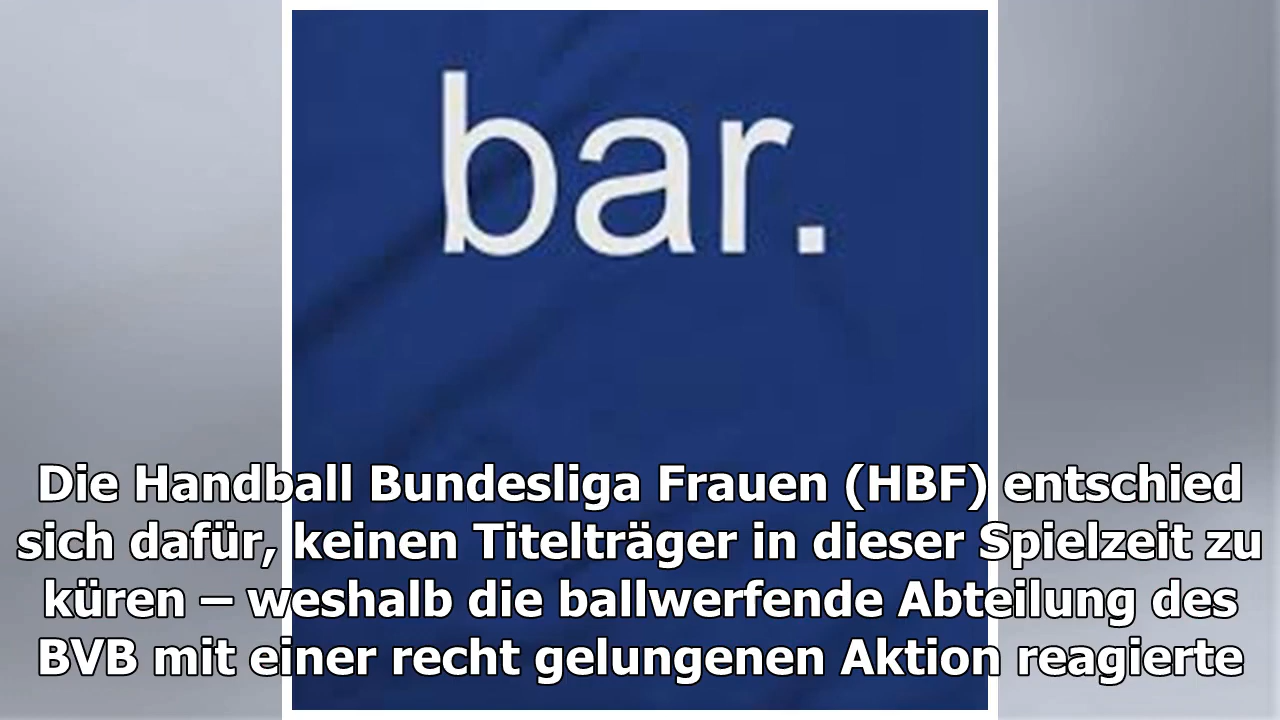 bar.
Die Handball Bundesliga Frauen (HBF) entschied
sich dafür, keinen Titelträger in dieser Spielzeit zu
küren – weshalb die ballwerfende Abteilung des
BVB mit einer recht gelungenen Aktion reagierte